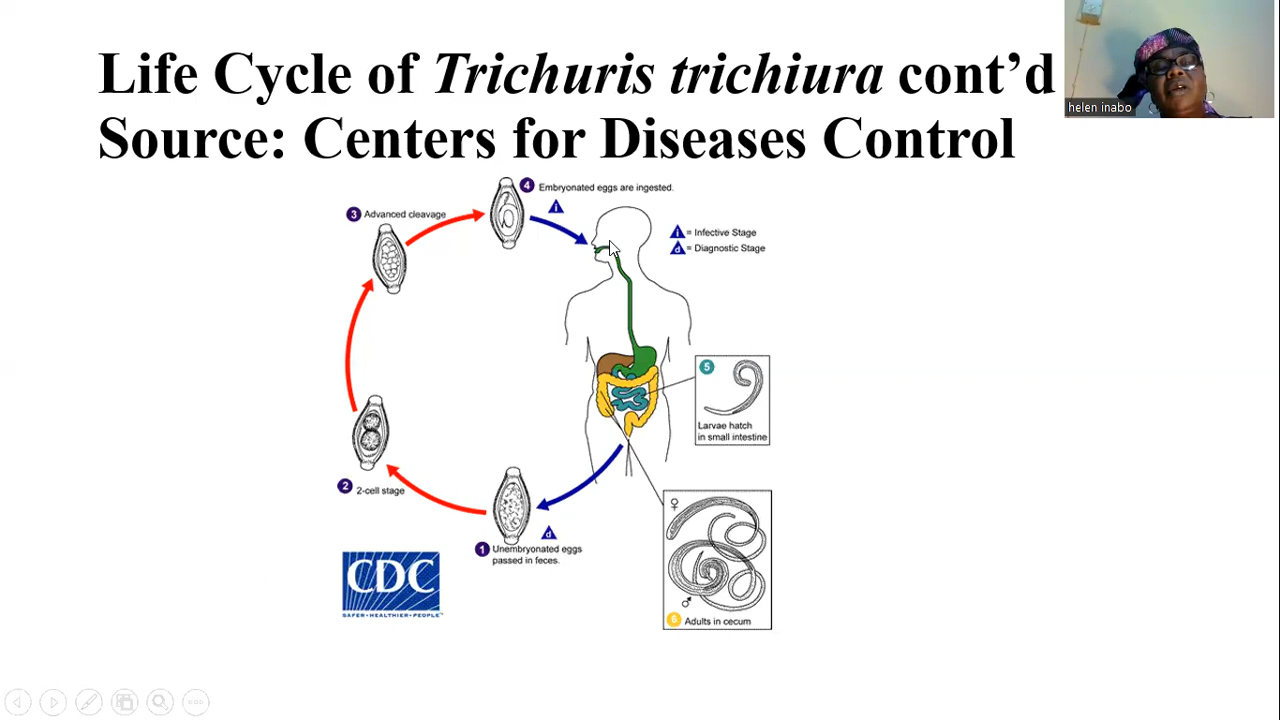 Life Cycle of Trichuris trichiura cont’d
Source: Centers for Diseases Control
helen inabo
4 Embryonated eggs are ingested.
i
3 Advanced cleavage
i = Infective Stage
d = Diagnostic Stage
5
Larvae hatch
in small intestine
2 2-cell stage
d
1 Unembryonated eggs
passed in feces.
♀
♂
6 Adults in cecum
CDC
SAFER·HEALTHIER·PEOPLE™